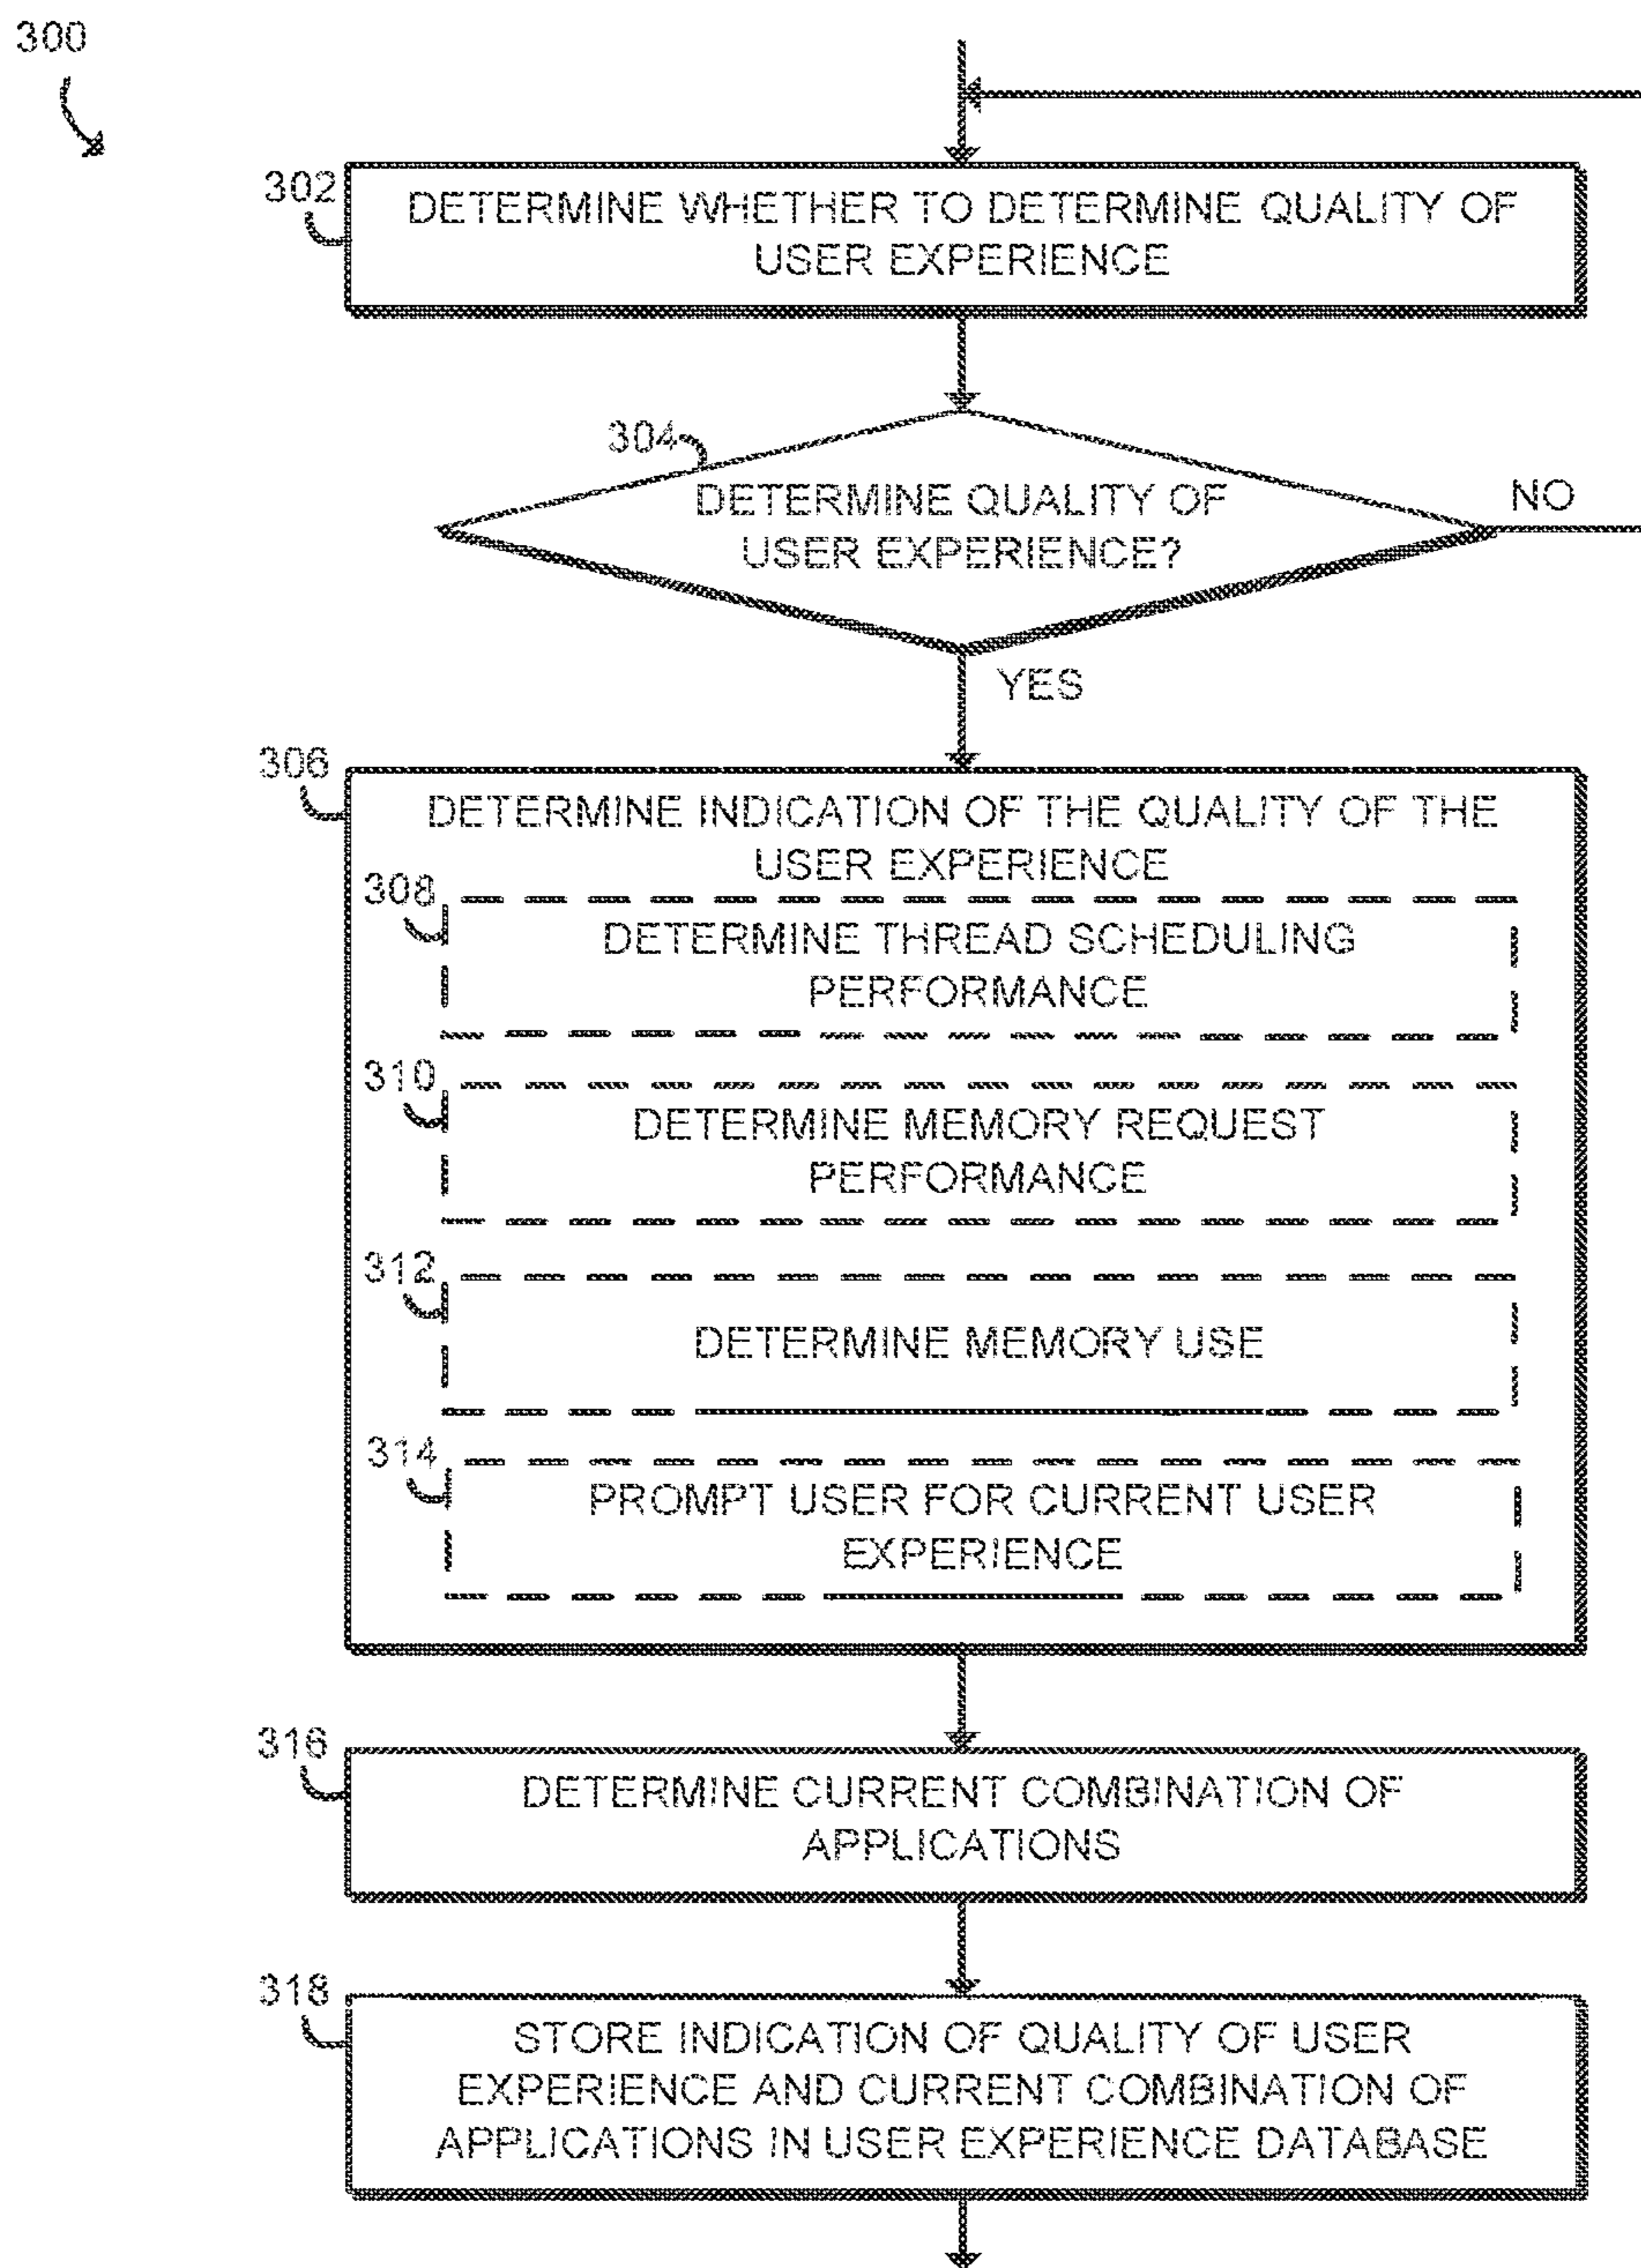 300
302
DETERMINE WHETHER TO DETERMINE QUALITY OF
USER EXPERIENCE
304
DETERMINE QUALITY OF
USER EXPERIENCE?
NO
YES
306
DETERMINE INDICATION OF THE QUALITY OF THE
USER EXPERIENCE
308
DETERMINE THREAD SCHEDULING
PERFORMANCE
310
DETERMINE MEMORY REQUEST
PERFORMANCE
312
DETERMINE MEMORY USE
314
PROMPT USER FOR CURRENT USER
EXPERIENCE
316
DETERMINE CURRENT COMBINATION OF
APPLICATIONS
318
STORE INDICATION OF QUALITY OF USER
EXPERIENCE AND CURRENT COMBINATION OF
APPLICATIONS IN USER EXPERIENCE DATABASE